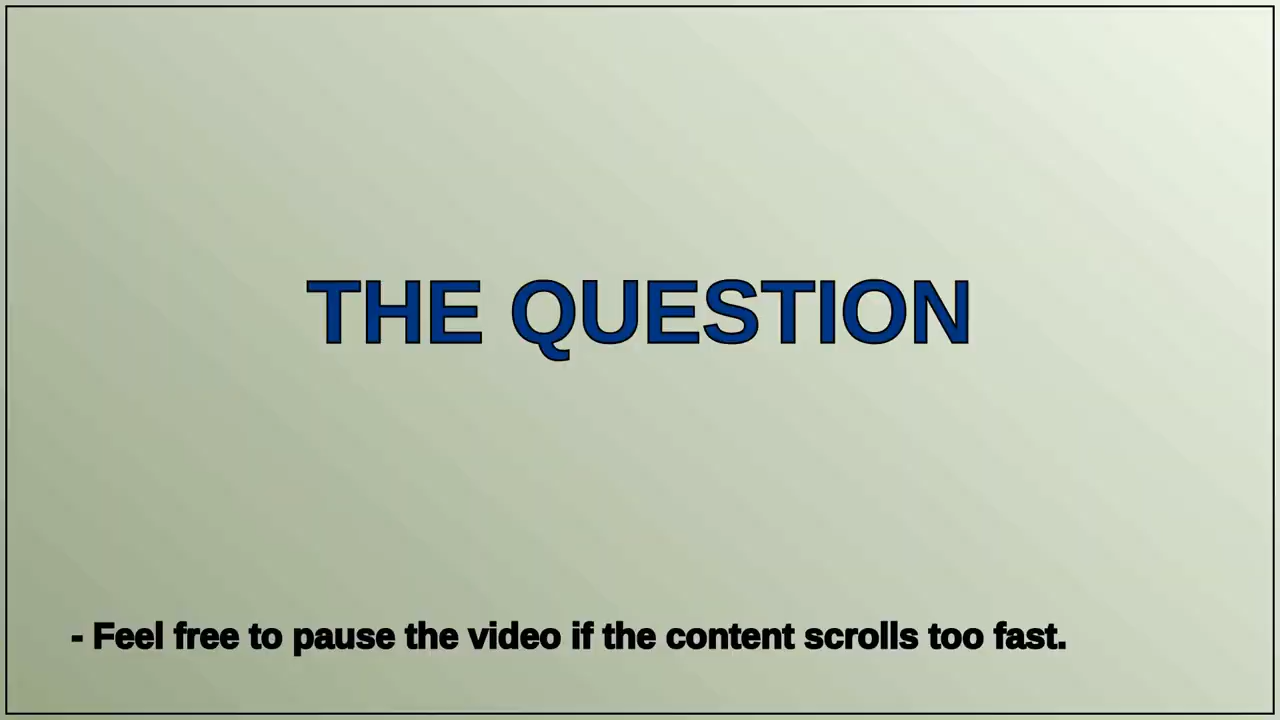 THE QUESTION
- Feel free to pause the video if the content scrolls too fast.